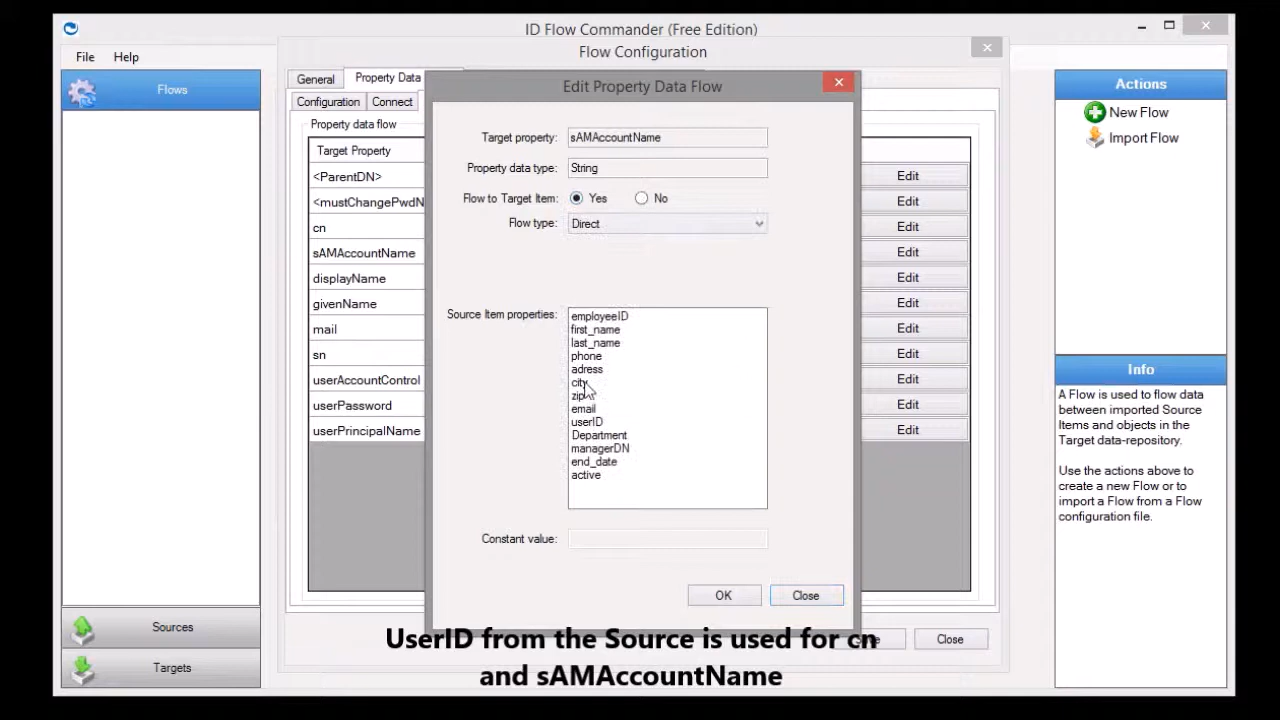 ID Flow Commander (Free Edition)
File Help
Flow Configuration
Flows
General Property Data
Configuration Connect
Property data flow
Target Property
<ParentDN>
<mustChangePwdN
cn
sAMAccountName
displayName
givenName
mail
sn
userAccountControl
userPassword
userPrincipalName
Edit
Edit
Edit
Edit
Edit
Edit
Edit
Edit
Edit
Edit
Edit
Edit Property Data Flow
Target property: sAMAccountName
Property data type: String
Flow to Target Item: Yes No
Flow type: Direct
Source Item properties:
employeeID
first_name
last_name
phone
adress
city
zip
email
userID
Department
managerDN
end_date
active
Constant value:
OK Close
Close
Sources
Targets
Actions
New Flow
Import Flow
Info
A Flow is used to flow data
between imported Source
Items and objects in the
Target data-repository.
Use the actions above to
create a new Flow or to
import a Flow from a Flow
configuration file.
UserID from the Source is used for cn
and sAMAccountName